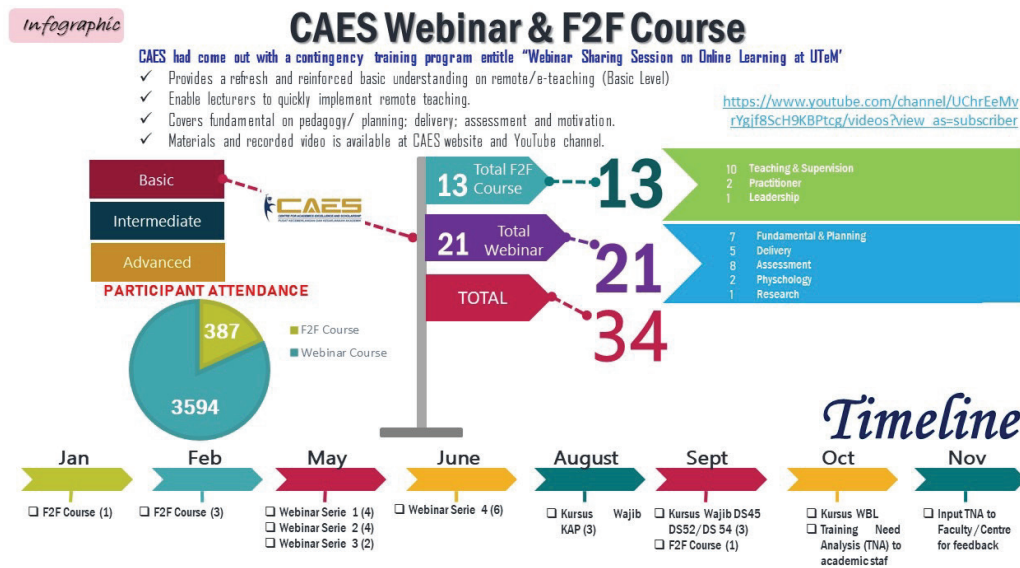 Infographic
CAES Webinar & F2F Course
CAES had come out with a contingency training program entitle “Webinar Sharing Session on Online Learning at UTeM’
✓ Provides a refresh and reinforced basic understanding on remote/e-teaching (Basic Level)
✓ Enable lecturers to quickly implement remote teaching.
✓ Covers fundamental on pedagogy/ planning; delivery; assessment and motivation.
✓ Materials and recorded video is available at CAES website and YouTube channel.
https://www.youtube.com/channel/UChrEeMv
rYgjf8ScH9KBPtcg/videos?view_as=subscriber
Basic
Intermediate
Advanced
CAES
13 Total F2F
Course
13
10 Teaching & Supervision
2 Practitioner
1 Leadership
21 Total
Webinar
21
7 Fundamental & Planning
5 Delivery
8 Assessment
2 Physchology
1 Research
TOTAL
34
PARTICIPANT ATTENDANCE
387
3594
F2F Course
Webinar Course
Timeline
Jan
❑ F2F Course (1)
Feb
❑ F2F Course (3)
May
❑ Webinar Serie 1 (4)
❑ Webinar Serie 2 (4)
❑ Webinar Serie 3 (2)
June
❑ Webinar Serie 4 (6)
August
❑ Kursus Wajib
KAP (3)
Sept
❑ Kursus Wajib DS45
DS52/ DS 54 (3)
❑ F2F Course (1)
Oct
❑ Kursus WBL
❑ Training Need
Analysis (TNA) to
academic staf
Nov
❑ Input TNA to
Faculty /Centre
for feedback